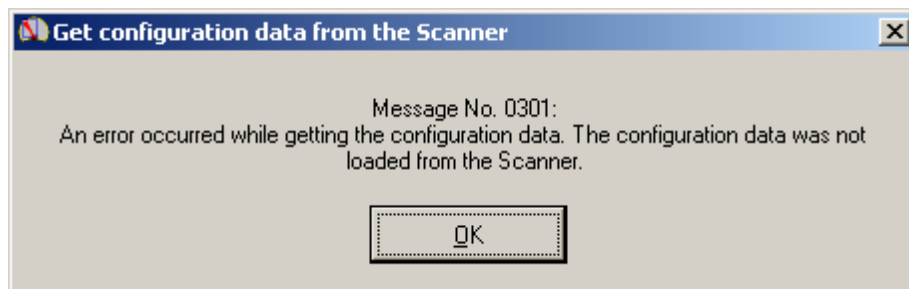 Get configuration data from the Scanner
Message No. 0301:
An error occurred while getting the configuration data. The configuration data was not
loaded from the Scanner.
OK